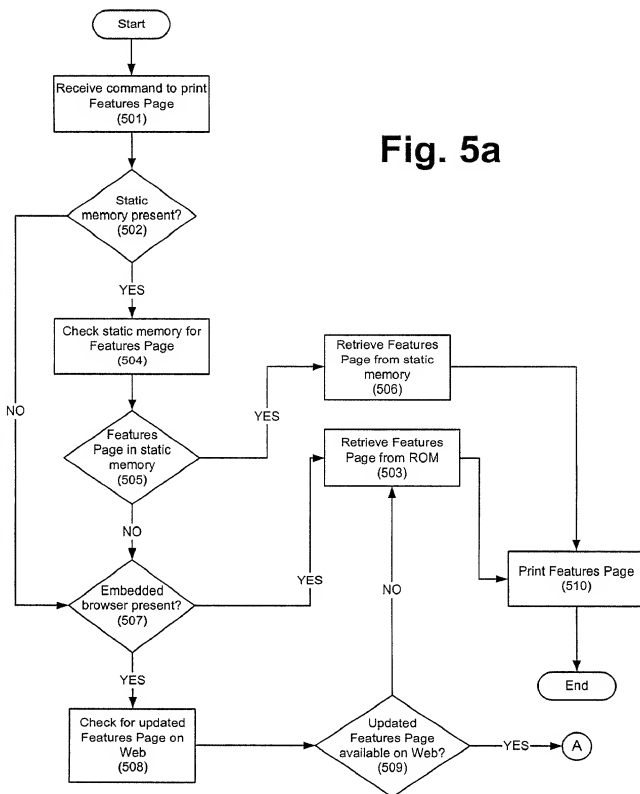 Start
Receive command to print
Features Page
(501)
Fig. 5a
Static
memory present?
(502)
YES
Check static memory for
Features Page
(504)
Retrieve Features
Page from static
memory
(506)
NO
YES
Features
Page in static
memory
(505)
Retrieve Features
Page from ROM
(503)
NO
YES
NO
Print Features Page
(510)
Embedded
browser present?
(507)
YES
End
Check for updated
Features Page on
Web
(508)
Updated
Features Page
available on Web?
(509)
YES
A